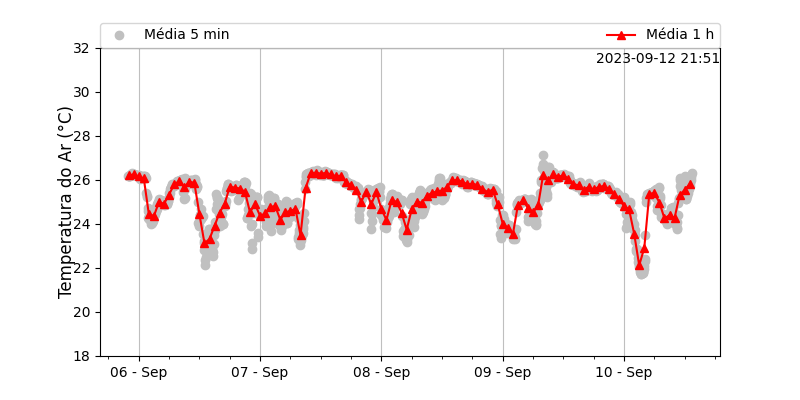 Média 5 min
Média 1 h
2023-09-12 21:51
Temperatura do Ar (°C)
32
30
28
26
24
22
20
18
06 - Sep
07 - Sep
08 - Sep
09 - Sep
10 - Sep